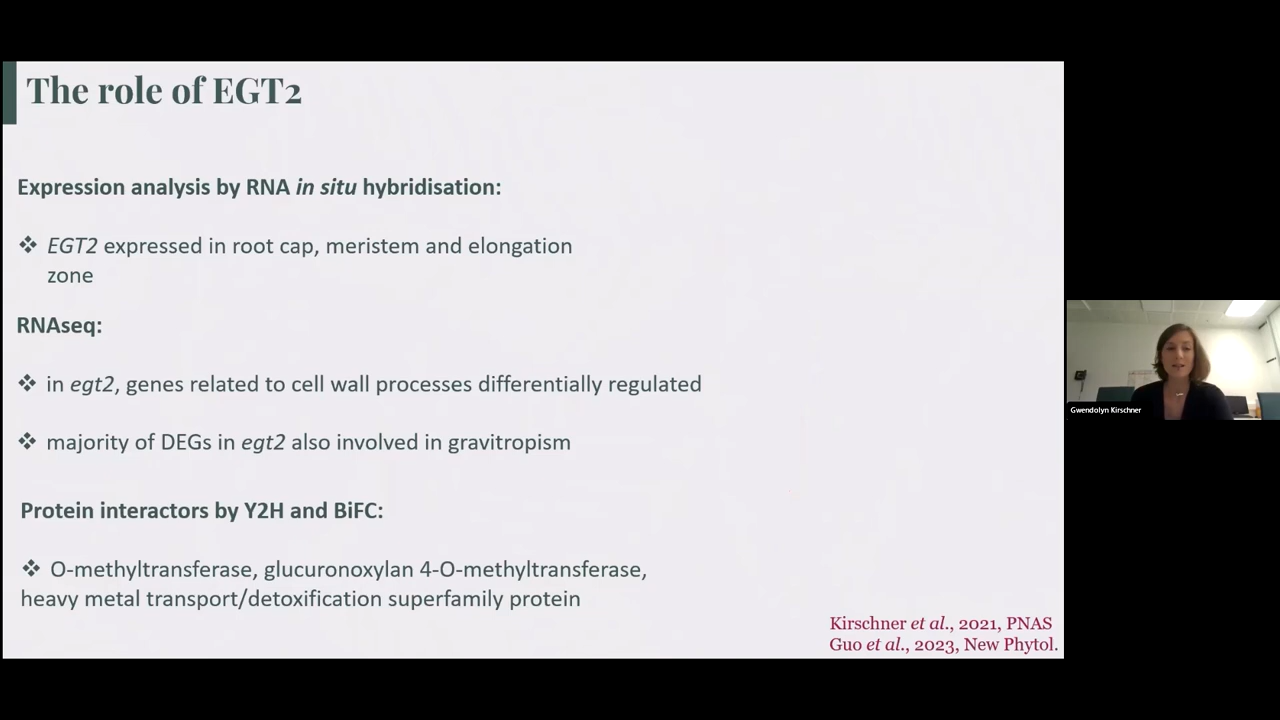 The role of EGT2
Expression analysis by RNA in situ hybridisation:
❖ EGT2 expressed in root cap, meristem and elongation
zone
RNAseq:
❖ in egt2, genes related to cell wall processes differentially regulated
❖ majority of DEGs in egt2 also involved in gravitropism
Protein interactors by Y2H and BiFC:
❖ O-methyltransferase, glucuronoxylan 4-O-methyltransferase,
heavy metal transport/detoxification superfamily protein
Kirschner et al., 2021, PNAS
Guo et al., 2023, New Phytol.
Gwendolyn Kirschner